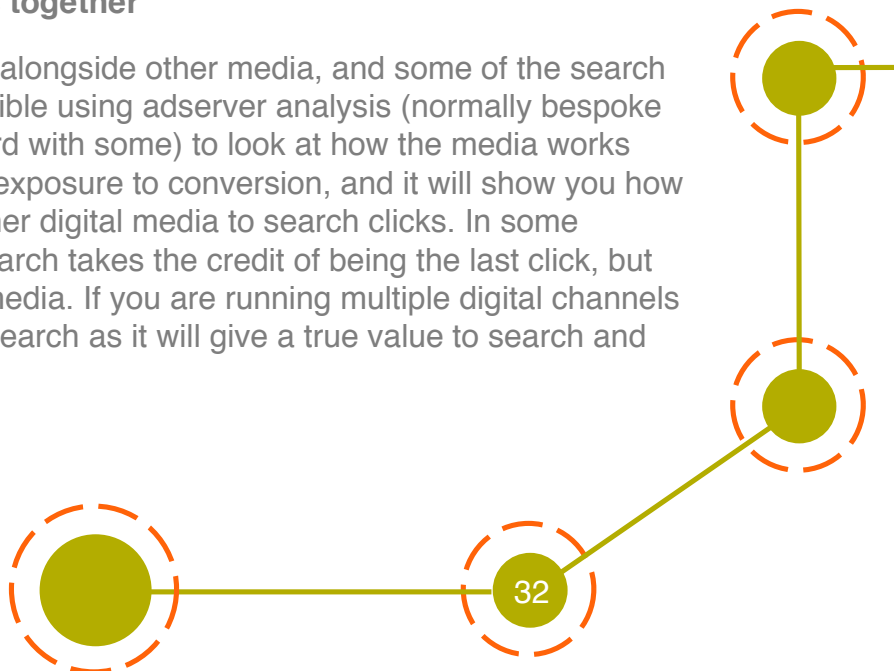 together
alongside other media, and some of the search
ible using adserver analysis (normally bespoke
rd with some) to look at how the media works
exposure to conversion, and it will show you how
er digital media to search clicks. In some
arch takes the credit of being the last click, but
media. If you are running multiple digital channels
earch as it will give a true value to search and
32